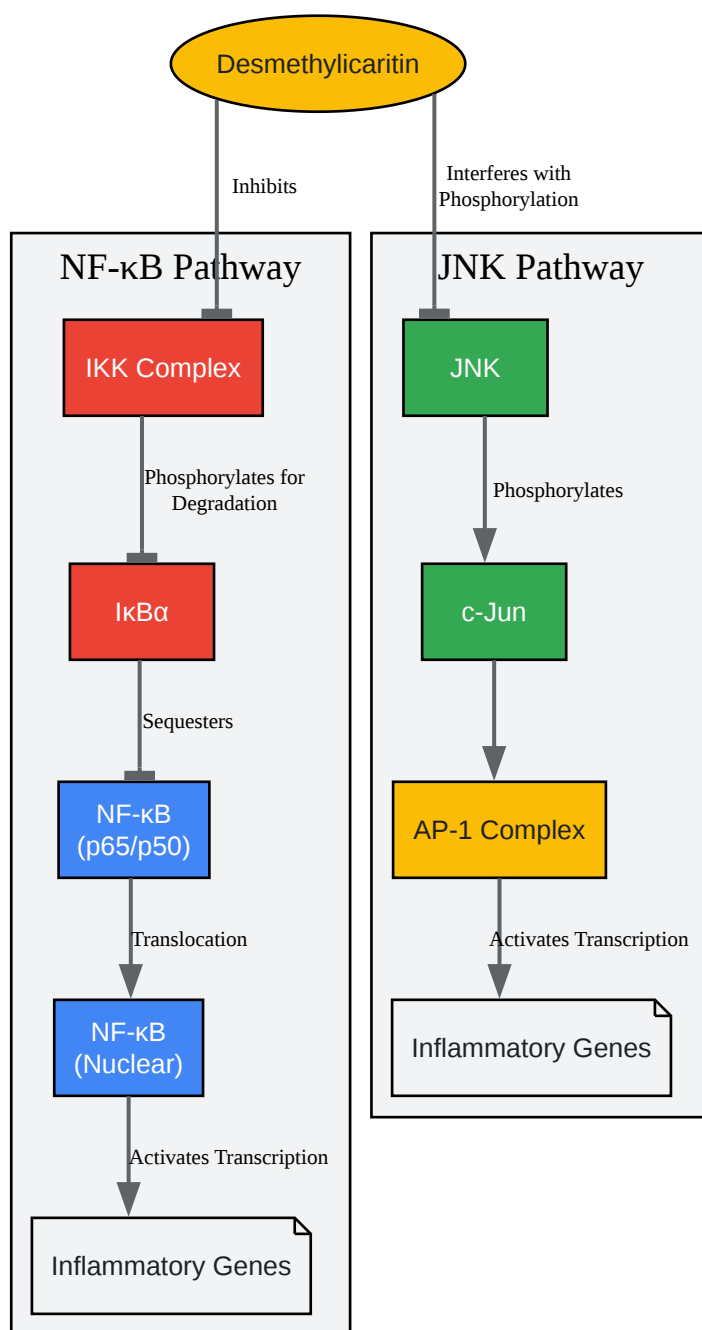 Desmethylicaritin
Inhibits
Interferes with
Phosphorylation
NF-κB Pathway
IKK Complex
Phosphorylates for
Degradation
IκBα
Sequesters
NF-κB
(p65/p50)
Translocation
NF-κB
(Nuclear)
Activates Transcription
Inflammatory Genes
JNK Pathway
JNK
Phosphorylates
c-Jun
AP-1 Complex
Activates Transcription
Inflammatory Genes